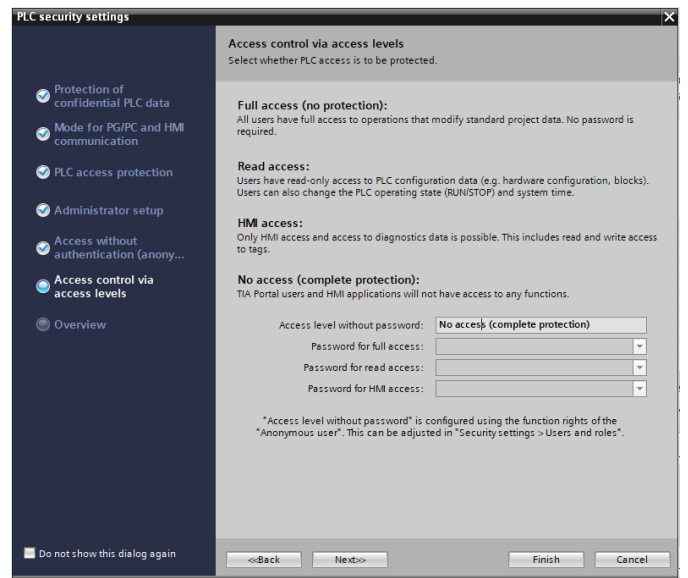 PLC security settings
Access control via access levels
Select whether PLC access is to be protected.
Protection of
confidential PLC data
Mode for PG/PC and HMI
communication
PLC access protection
Administrator setup
Access without
authentication (anony...
Access control via
access levels
Overview
Full access (no protection):
All users have full access to operations that modify standard project data. No password is
required.
Read access:
Users have read-only access to PLC configuration data (e.g. hardware configuration, blocks).
Users can also change the PLC operating state (RUN/STOP) and system time.
HMI access:
Only HMI access and access to diagnostics data is possible. This includes read and write access
to tags.
No access (complete protection):
TIA Portal users and HMI applications will not have access to any functions.
Access level without password: No access (complete protection)
Password for full access:
Password for read access:
Password for HMI access:
"Access level without password" is configured using the function rights of the
"Anonymous user". This can be adjusted in "Security settings > Users and roles".
Do not show this dialog again
<<Back
Next>>
Finish
Cancel